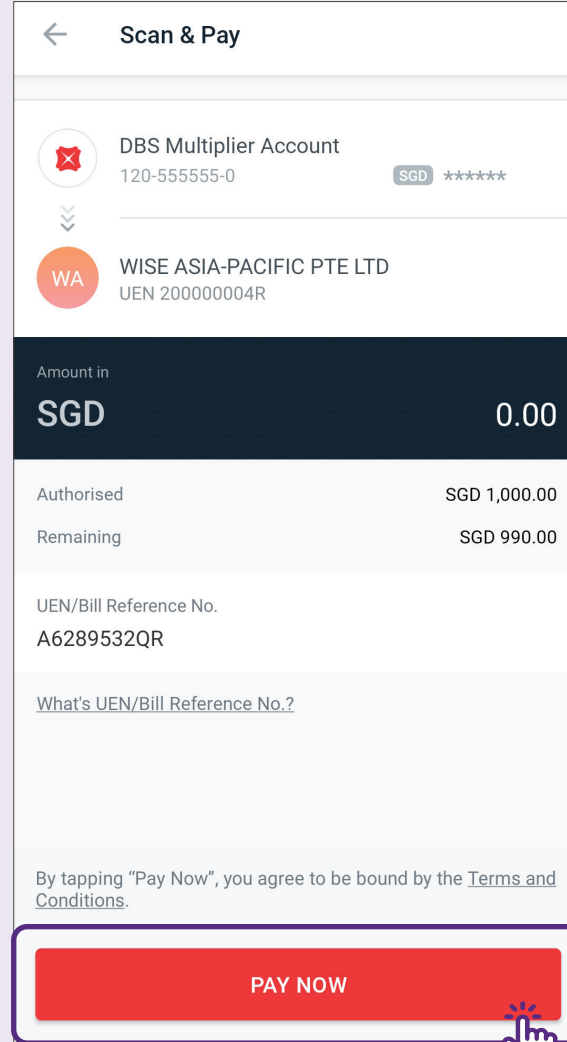 Scan & Pay
DBS Multiplier Account
120-555555-0 SGD ******
WA
WISE ASIA-PACIFIC PTE LTD
UEN 200000004R
Amount in
SGD 0.00
Authorised SGD 1,000.00
Remaining SGD 990.00
UEN/Bill Reference No.
A6289532QR
What's UEN/Bill Reference No.?
By tapping “Pay Now”, you agree to be bound by the Terms and
Conditions.
PAY NOW